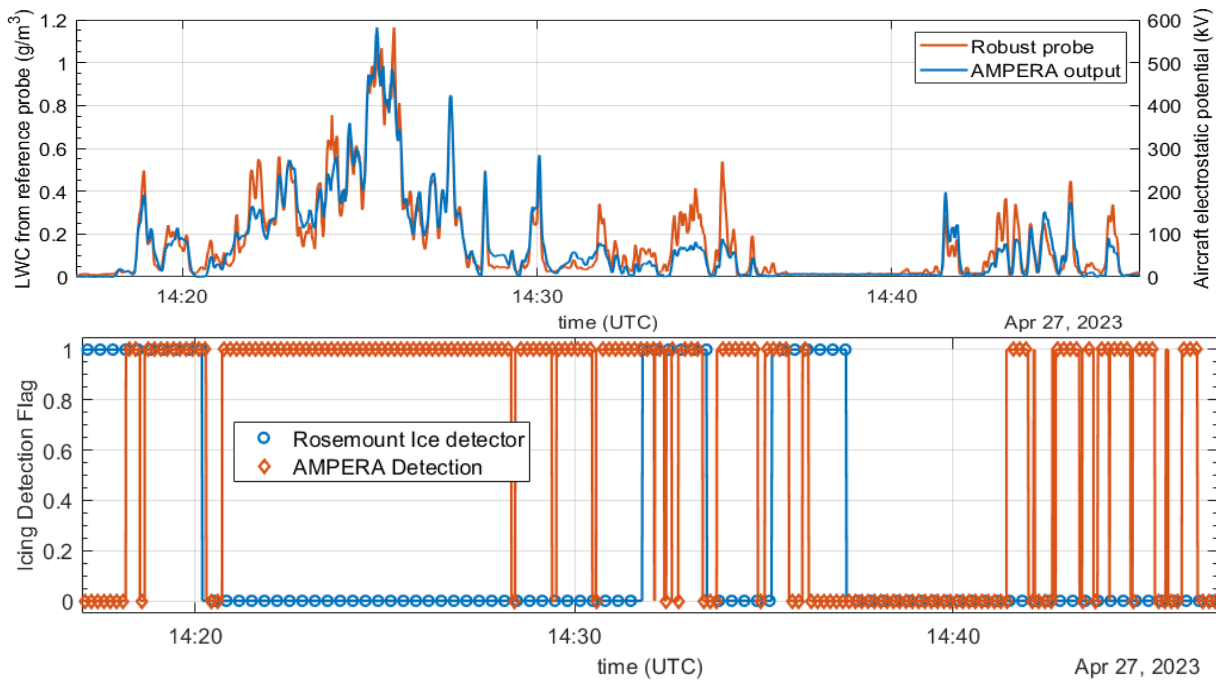 LWC from reference probe (g/m³)
1.2
1
0.8
0.6
0.4
0.2
0
Robust probe
AMPERA output
600
500
400
300
200
100
0
Aircraft electrostatic potential (kV)
14:20
14:30
14:40
time (UTC)
Apr 27, 2023
Icing Detection Flag
1
0.8
0.6
0.4
0.2
0
Rosemount Ice detector
AMPERA Detection
14:20
14:30
14:40
time (UTC)
Apr 27, 2023